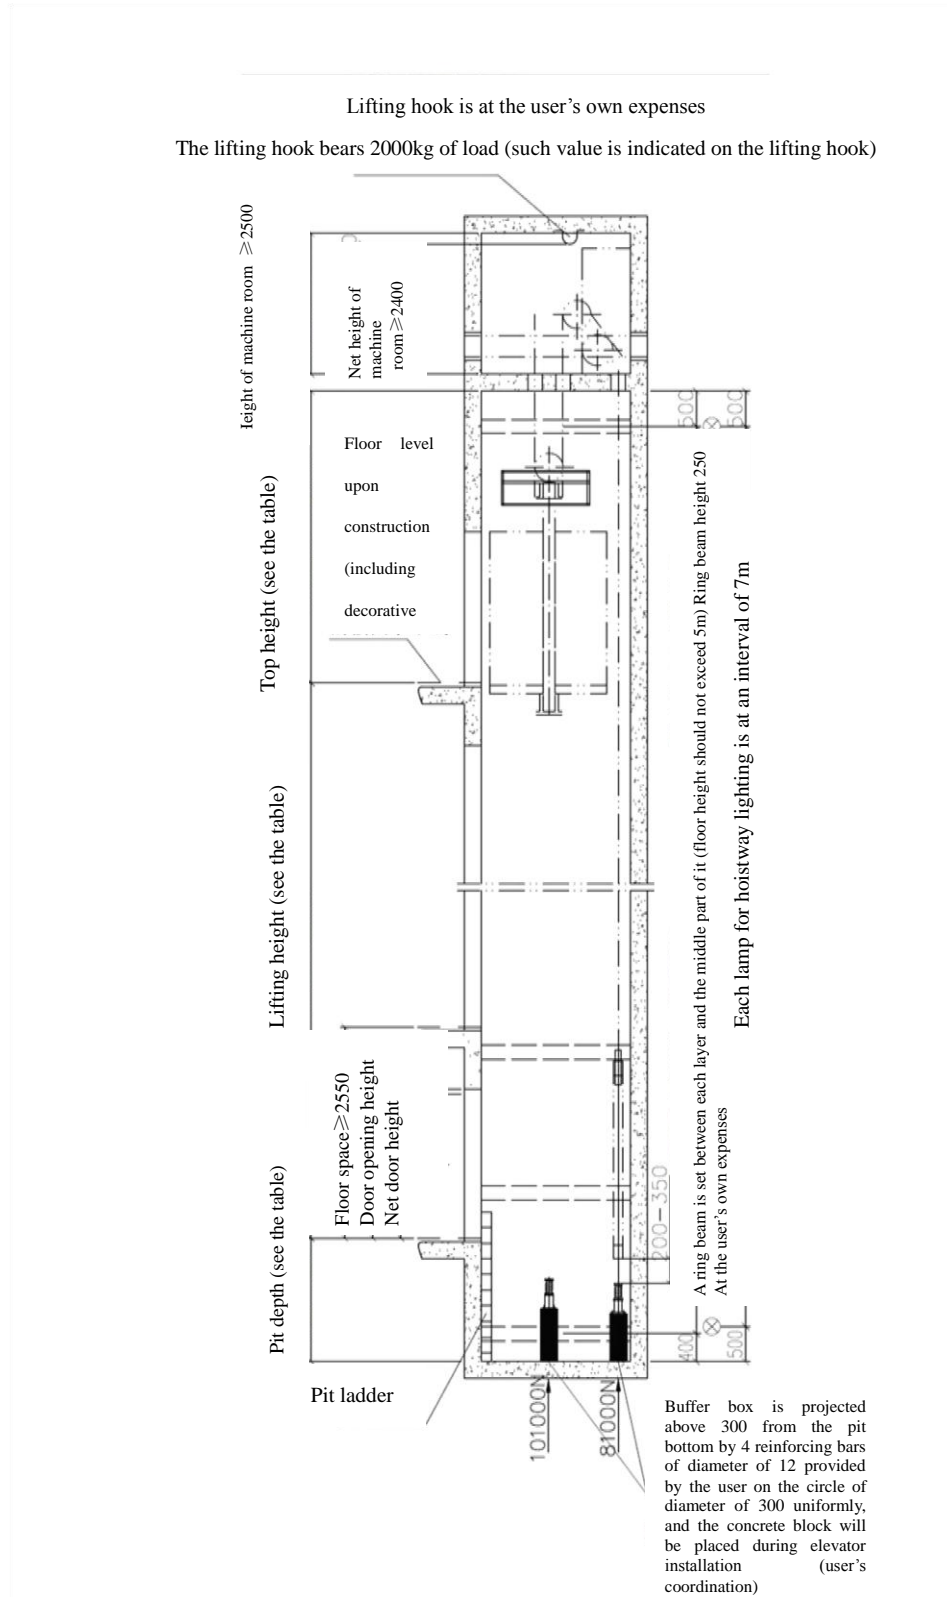 Lifting hook is at the user's own expenses
The lifting hook bears 2000kg of load (such value is indicated on the lifting hook)
leight of machine room ≥2500
Net height of
machine
room≥2400
Floor level
upon
construction
(including
decorative
500
500
Top height (see the table)
Lifting height (see the table)
A ring beam is set between each layer and the middle part of it (floor height should not exceed 5m) Ring beam height 250
At the user's own expenses
Each lamp for hoistway lighting is at an interval of 7m
Floor space≥2550
Door opening height
Net door height
Pit depth (see the table)
200-350
400
500
Pit ladder
101000N
81000N
Buffer box is projected
above 300 from the pit
bottom by 4 reinforcing bars
of diameter of 12 provided
by the user on the circle of
diameter of 300 uniformly,
and the concrete block will
be placed during elevator
installation (user's
coordination)